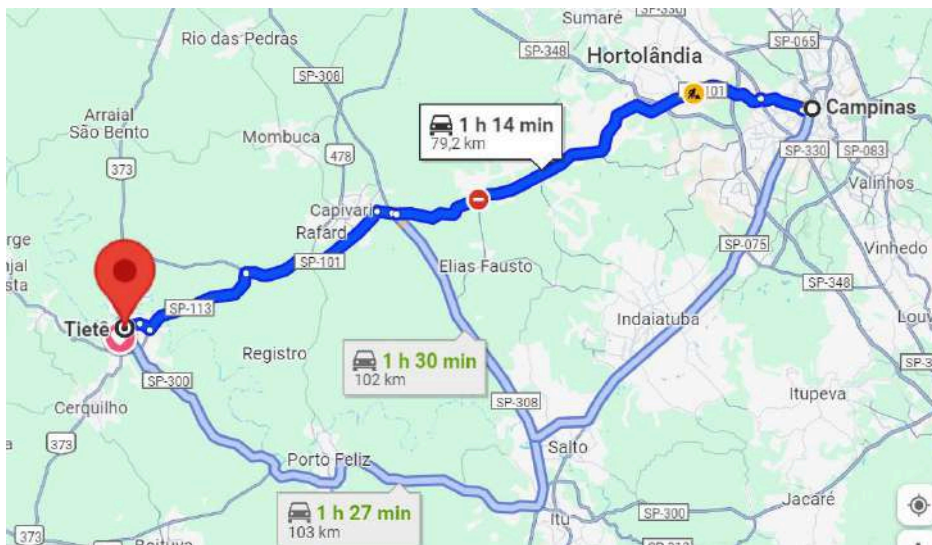 Rio das Pedras
Sumaré
SP-330
SP-065
SP-348
Hortolândia
SP-308
101
Campinas
Arraial
São Bento
1 h 14 min
79,2 km
Mombuca
SP-330
SP-083
373
478
Valinhos
Capivari
Rafard
SP-075
Vinhedo
SP-101
Elias Fausto
SP-113
SP-348
Tietê
Indaiatuba
Registro
1 h 30 min
102 km
SP-300
Itupeva
Cerquilho
SP-308
373
Salto
Porto Feliz
Jacaré
1 h 27 min
103 km
Itu
SP-300